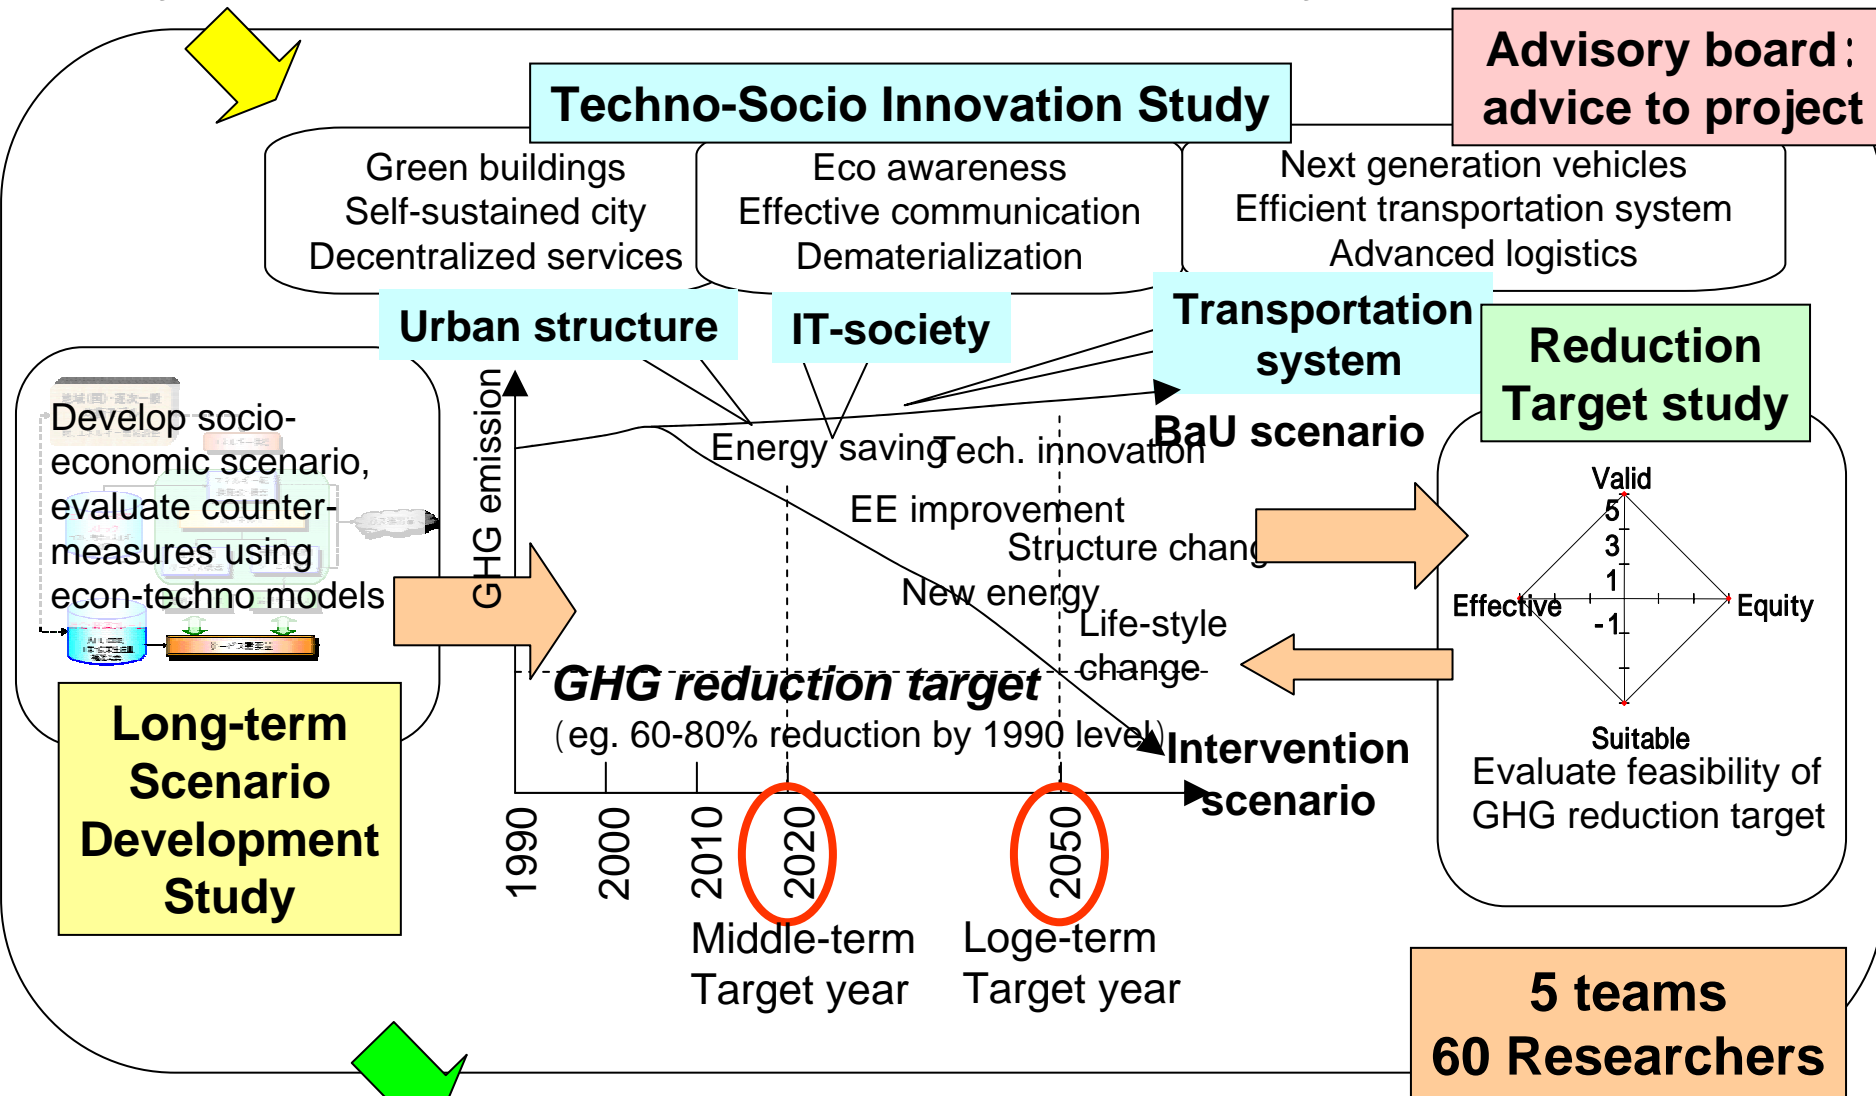 Advisory board:
advice to project
Techno-Socio Innovation Study
Green buildings
Self-sustained city
Decentralized services
Eco awareness
Effective communication
Dematerialization
Next generation vehicles
Efficient transportation system
Advanced logistics
Urban structure
IT-society
Transportation
system
Reduction
Target study
Develop socio-
economic scenario,
evaluate counter-
measures using
econ-techno models
Long-term
Scenario
Development
Study
GHG emission
BaU scenario
Energy saving
Tech. innovation
EE improvement
Structure chang
New energy
Life-style
change
GHG reduction target
(eg. 60-80% reduction by 1990 level)
Intervention
scenario
1990
2000
2010
2020
2050
Middle-term
Target year
Loge-term
Target year
Valid
5
3
1
-1
Effective
Equity
Suitable
Evaluate feasibility of
GHG reduction target
5 teams
60 Researchers